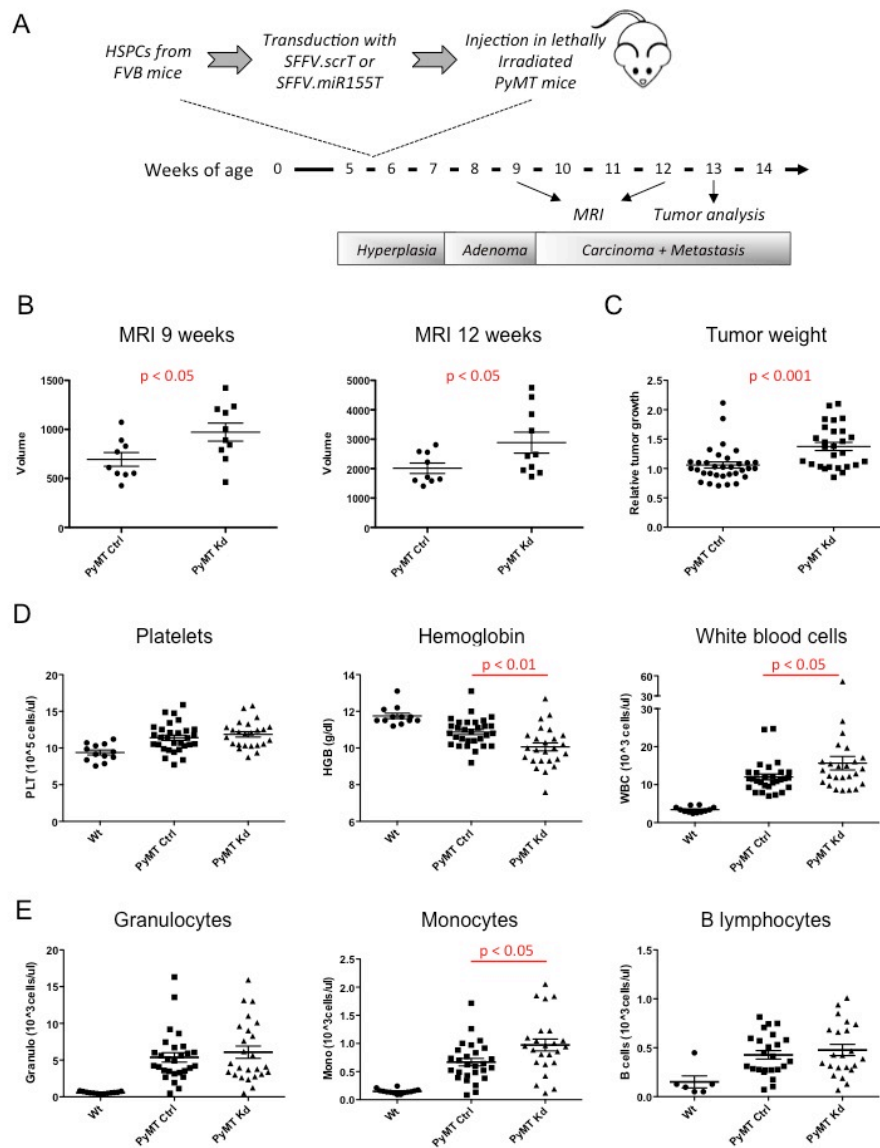 A
HSPCs from
FVB mice
Transduction with
SFFV.scrT or
SFFV.miR155T
Injection in lethally
Irradiated
PyMT mice
Weeks of age 0 5 6 7 8 9 10 11 12 13 14
MRI Tumor analysis
Hyperplasia Adenoma Carcinoma + Metastasis
B
MRI 9 weeks
p < 0.05
Volume
1500
1000
500
0
PyMT Ctrl
PyMT Kd
MRI 12 weeks
p < 0.05
Volume
5000
4000
3000
2000
1000
0
PyMT Ctrl
PyMT Kd
C
Tumor weight
p < 0.001
Relative tumor growth
2.5
2.0
1.5
1.0
0.5
0.0
PyMT Ctrl
PyMT Kd
D
Platelets
PLT (10^5 cells/ul)
20
15
10
5
0
Wt
PyMT Ctrl
PyMT Kd
Hemoglobin
p < 0.01
HGB (g/dl)
14
12
10
8
6
Wt
PyMT Ctrl
PyMT Kd
White blood cells
p < 0.05
WBC (10^3 cells/ul)
60
30
30
20
10
0
Wt
PyMT Ctrl
PyMT Kd
E
Granulocytes
Granulo (10^3cells/ul)
20
15
10
5
0
Wt
PyMT Ctrl
PyMT Kd
Monocytes
p < 0.05
Mono (10^3cells/ul)
2.5
2.0
1.5
1.0
0.5
0.0
Wt
PyMT Ctrl
PyMT Kd
B lymphocytes
B cells (10^3cells/ul)
1.5
1.0
0.5
0.0
Wt
PyMT Ctrl
PyMT Kd